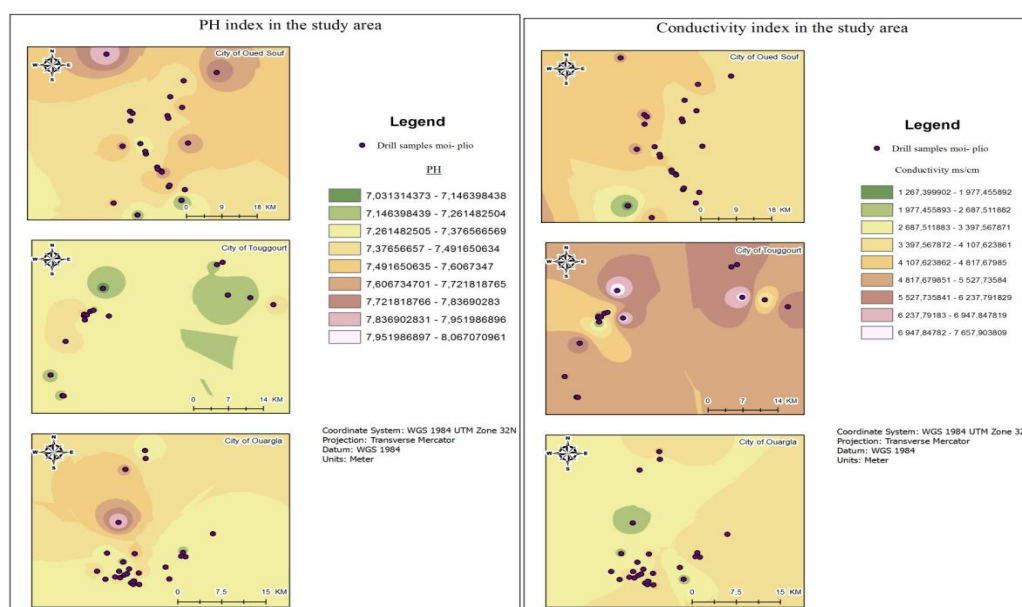 PH index in the study area
City of Oued Souf
N
W E
S
0 9 18 KM
City of Touggourt
N
W E
S
0 7 14 KM
City of Ouargla
N
W E
S
0 7,5 15 KM
Legend
Drill samples moi- plio
PH
7,031314373 - 7,146398438
7,146398439 - 7,261482504
7,261482505 - 7,376566569
7,37656657 - 7,491650634
7,491650635 - 7,6067347
7,606734701 - 7,721818765
7,721818766 - 7,83690283
7,836902831 - 7,951986896
7,951986897 - 8,067070961
Coordinate System: WGS 1984 UTM Zone 32N
Projection: Transverse Mercator
Datum: WGS 1984
Units: Meter
Conductivity index in the study area
City of Oued Souf
N
W E
S
0 9 18 KM
City of Touggourt
N
W E
S
0 7 14 KM
City of Ouargla
N
W E
S
0 7,5 15 KM
Legend
Drill samples moi- plio
Conductivity ms/cm
1 267,399902 - 1 977,455892
1 977,455893 - 2 687,511882
2 687,511883 - 3 397,567871
3 397,567872 - 4 107,623861
4 107,623862 - 4 817,67985
4 817,679851 - 5 527,73584
5 527,735841 - 6 237,791829
6 237,79183 - 6 947,847819
6 947,84782 - 7 657,903809
Coordinate System: WGS 1984 UTM Zone 32
Projection: Transverse Mercator
Datum: WGS 1984
Units: Meter